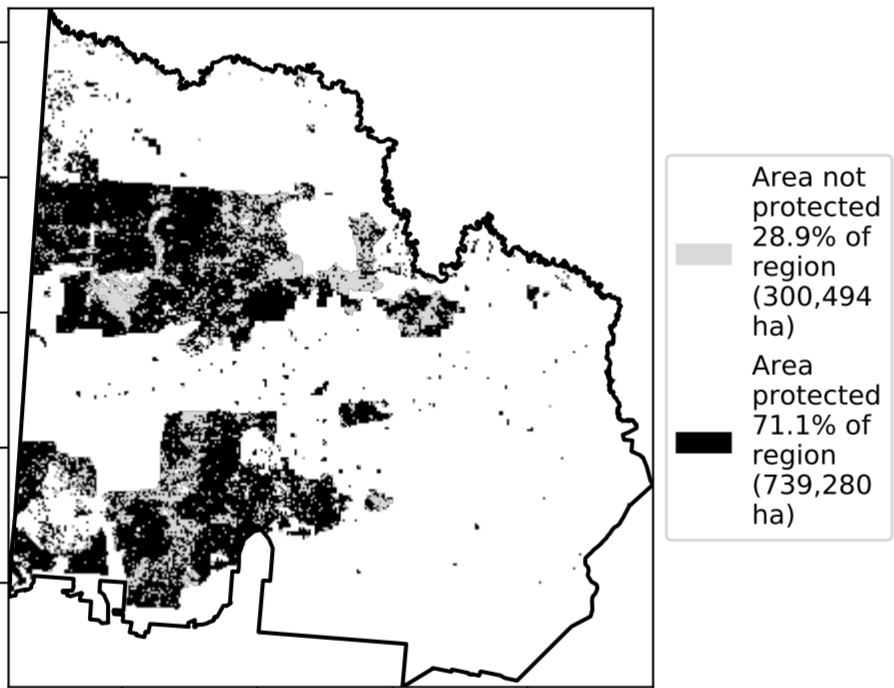 Area not
protected
28.9% of
region
(300,494
ha)
Area
protected
71.1% of
region
(739,280
ha)